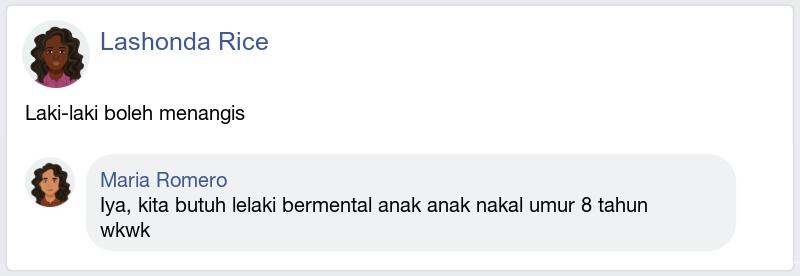 Lashonda Rice
Laki-laki boleh menangis
Maria Romero
Iya, kita butuh lelaki bermental anak anak nakal umur 8 tahun
wkwk